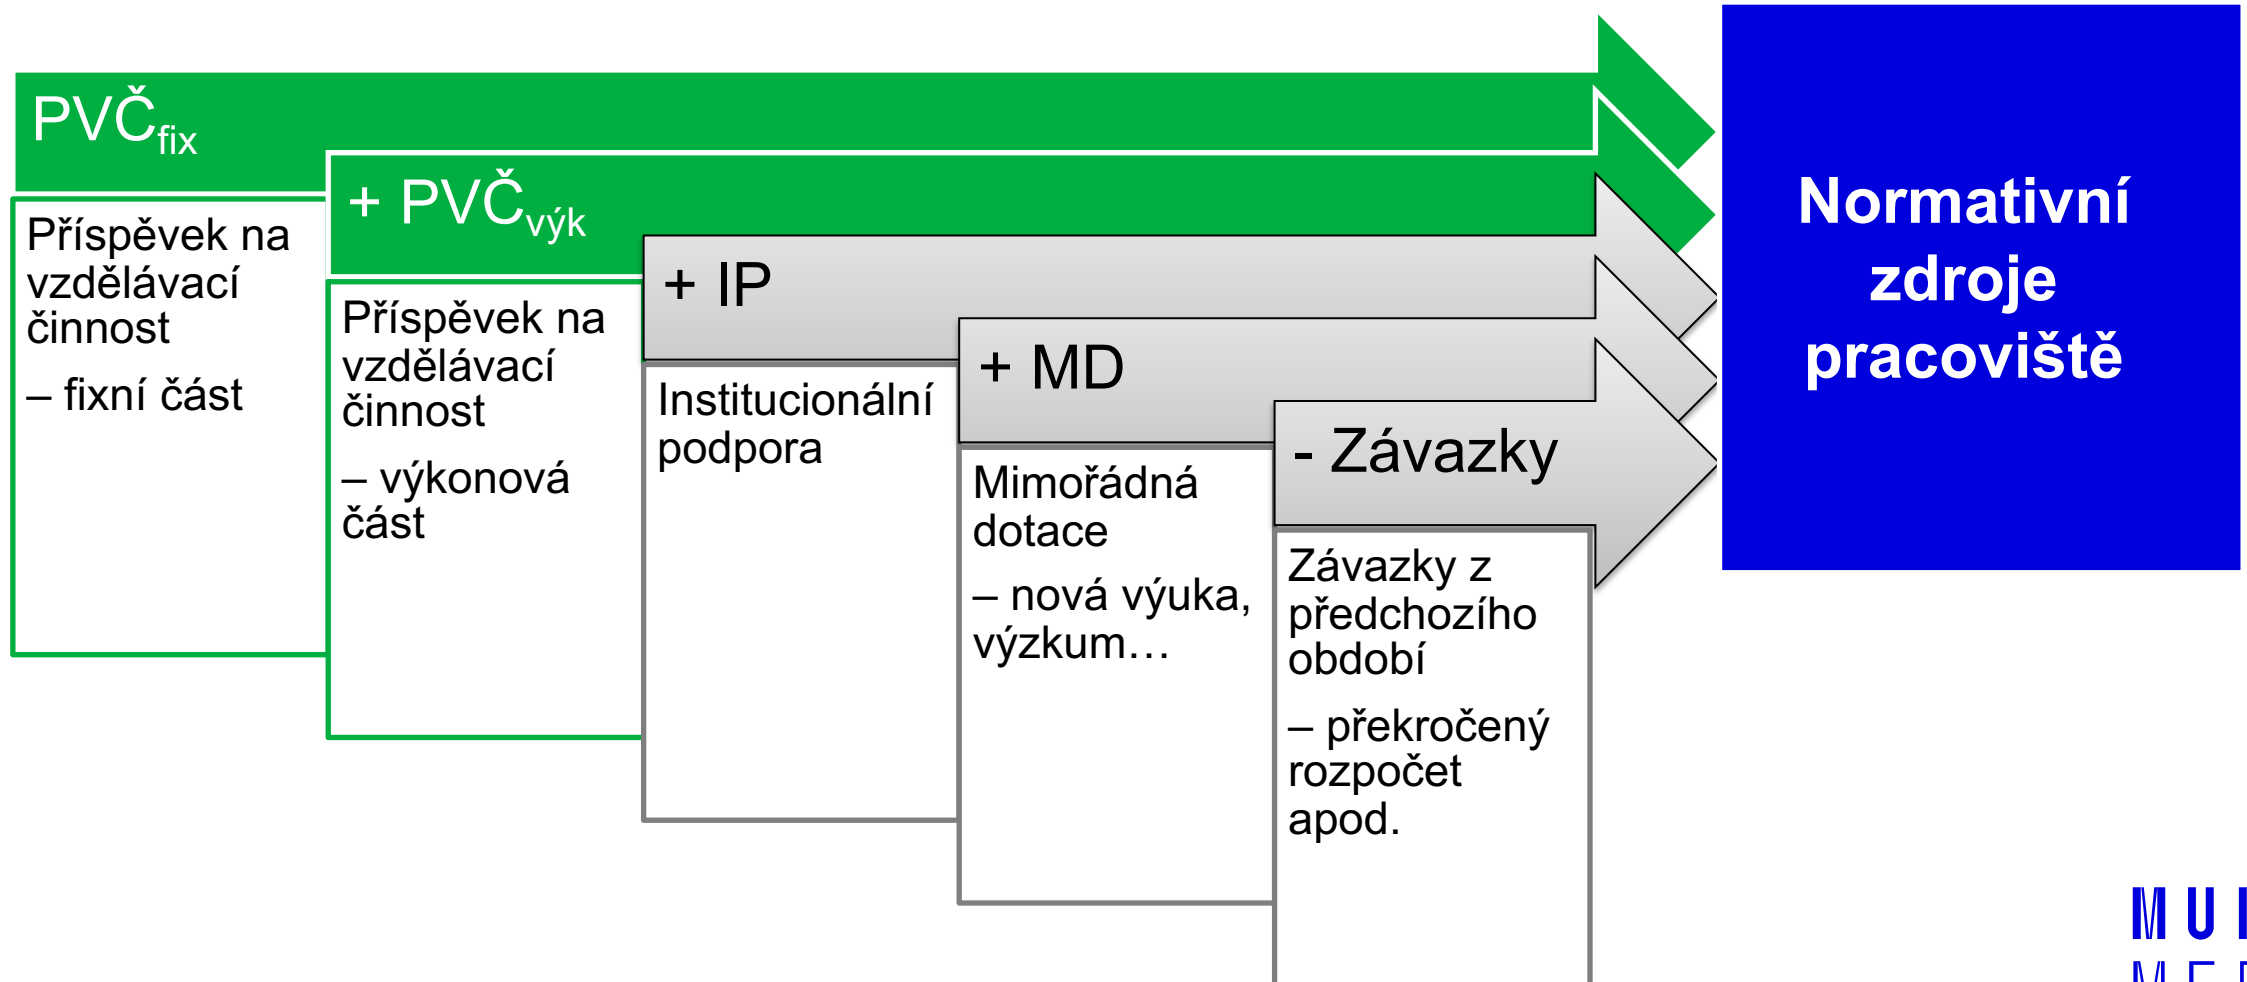 PVČfix
Příspěvek na
vzdělávací
činnost
– fixní část
+ PVČvýk
Příspěvek na
vzdělávací
činnost
– výkonová
část
+ IP
Institucionální
podpora
+ MD
Mimořádná
dotace
– nová výuka,
výzkum…
- Závazky
Závazky z
předchozího
období
– překročený
rozpočet
apod.
Normativní
zdroje
pracoviště